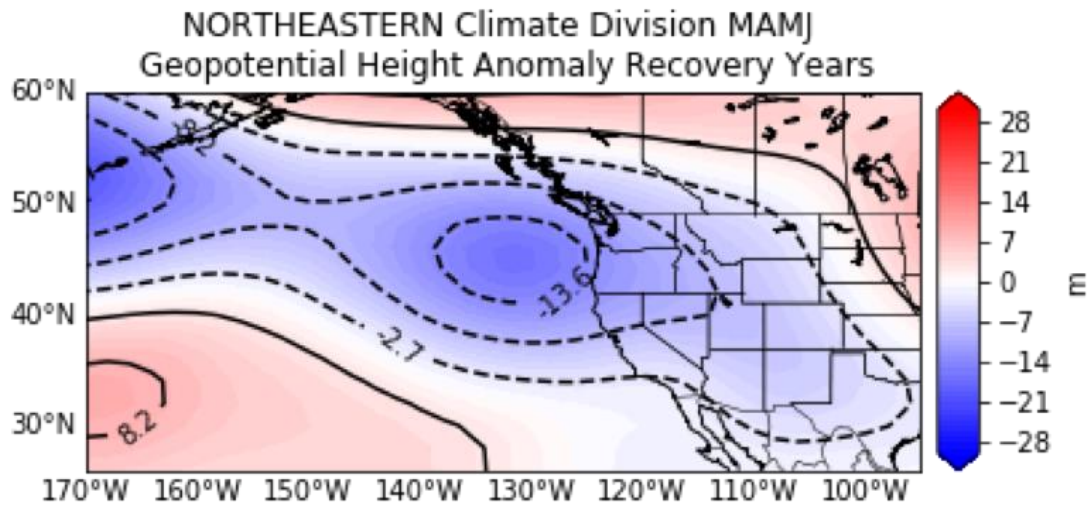 NORTHEASTERN Climate Division MAMJ
Geopotential Height Anomaly Recovery Years
60°N
50°N
40°N
30°N
170°W 160°W 150°W 140°W 130°W 120°W 110°W 100°W
-13.6
-2.7
8.2
28
21
14
7
0
−7
−14
−21
−28
m